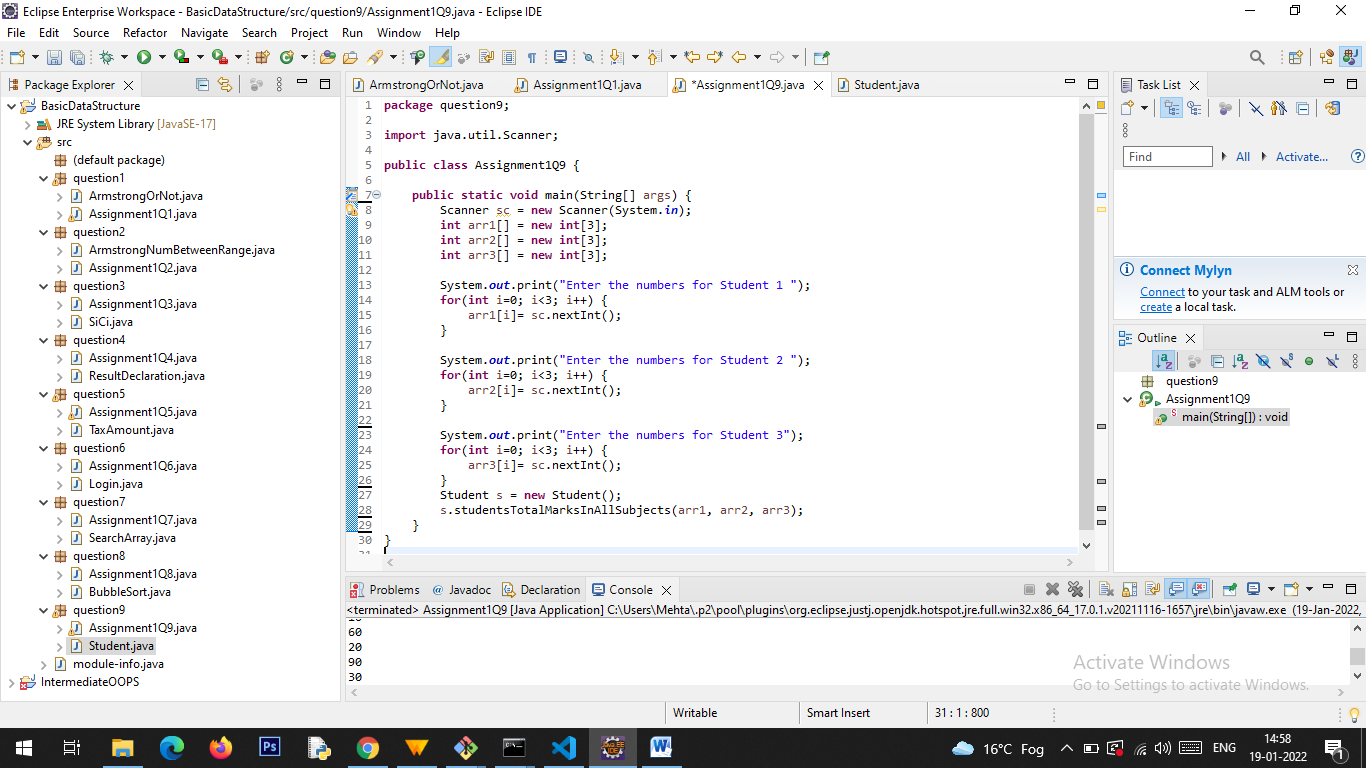 Eclipse Enterprise Workspace - BasicDataStructure/src/question9/Assignment1Q9.java - Eclipse IDE
File Edit Source Refactor Navigate Search Project Run Window Help
Package Explorer
BasicDataStructure
JRE System Library [JavaSE-17]
src
(default package)
question1
ArmstrongOrNot.java
Assignment1Q1.java
question2
ArmstrongNumBetweenRange.java
Assignment1Q2.java
question3
Assignment1Q3.java
SiCi.java
question4
Assignment1Q4.java
ResultDeclaration.java
question5
Assignment1Q5.java
TaxAmount.java
question6
Assignment1Q6.java
Login.java
question7
Assignment1Q7.java
SearchArray.java
question8
Assignment1Q8.java
BubbleSort.java
question9
Assignment1Q9.java
Student.java
module-info.java
IntermediateOOPS
ArmstrongOrNot.java Assignment1Q1.java *Assignment1Q9.java Student.java
1 package question9;
2
3 import java.util.Scanner;
4
5 public class Assignment1Q9 {
6
7 public static void main(String[] args) {
8 Scanner sc = new Scanner(System.in);
9 int arr1[] = new int[3];
10 int arr2[] = new int[3];
11 int arr3[] = new int[3];
12
13 System.out.print("Enter the numbers for Student 1 ");
14 for(int i=0; i<3; i++) {
15 arr1[i]= sc.nextInt();
16 }
17
18 System.out.print("Enter the numbers for Student 2 ");
19 for(int i=0; i<3; i++) {
20 arr2[i]= sc.nextInt();
21 }
22
23 System.out.print("Enter the numbers for Student 3");
24 for(int i=0; i<3; i++) {
25 arr3[i]= sc.nextInt();
26 }
27 Student s = new Student();
28 s.studentsTotalMarksInAllSubjects(arr1, arr2, arr3);
29 }
30 }
31
Task List
Find All Activate...
Connect Mylyn
Connect to your task and ALM tools or
create a local task.
Outline
question9
Assignment1Q9
main(String[]) : void
Problems Javadoc Declaration Console
<terminated> Assignment1Q9 [Java Application] C:\Users\Mehta\.p2\pool\plugins\org.eclipse.justj.openjdk.hotspot.jre.full.win32.x86_64_17.0.1.v20211116-1657\jre\bin\javaw.exe (19-Jan-2022,
60
20
90
30
Activate Windows
Go to Settings to activate Windows.
Writable Smart Insert 31 : 1 : 800
16°C Fog ENG 14:58
19-01-2022